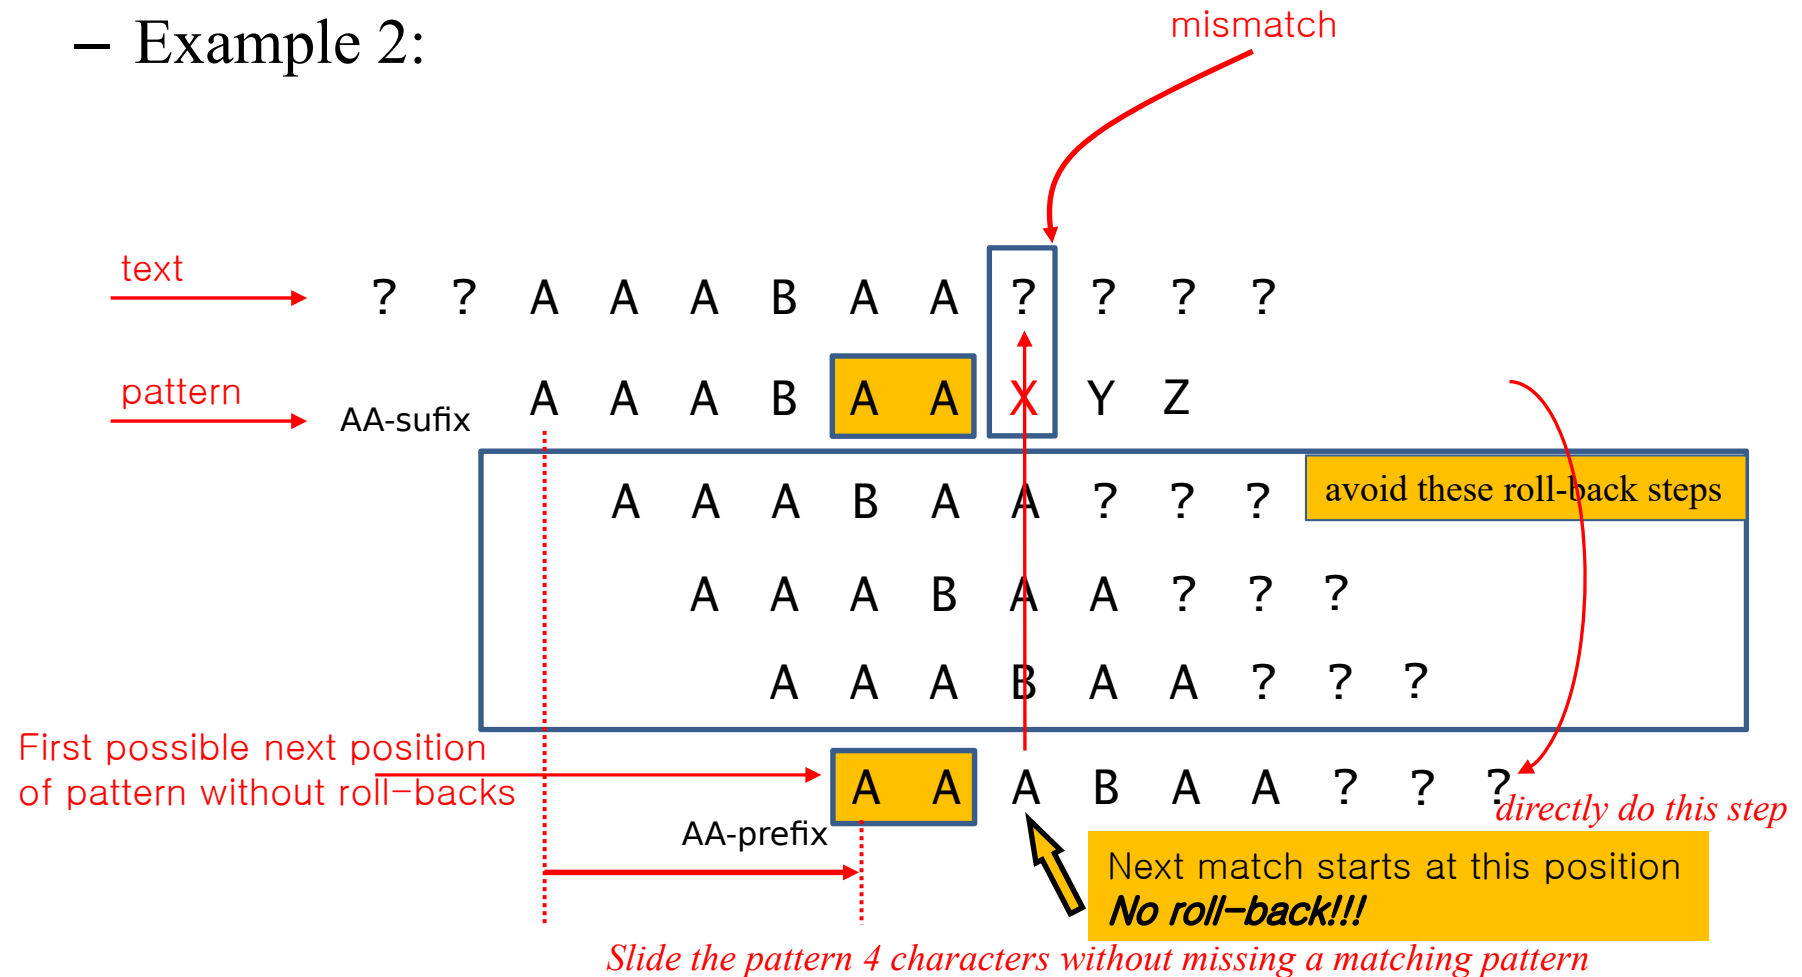 – Example 2:
mismatch
text
? ? A A A B A A ? ? ? ?
pattern
AA-sufix
A A A B A A X Y Z
A A A B A A ? ? ?
avoid these roll-back steps
A A A B A A ? ? ?
A A A B A A ? ? ?
First possible next position
of pattern without roll-backs
A A A B A A ? ? ?
directly do this step
AA-prefix
Next match starts at this position
No roll-back!!!
Slide the pattern 4 characters without missing a matching pattern